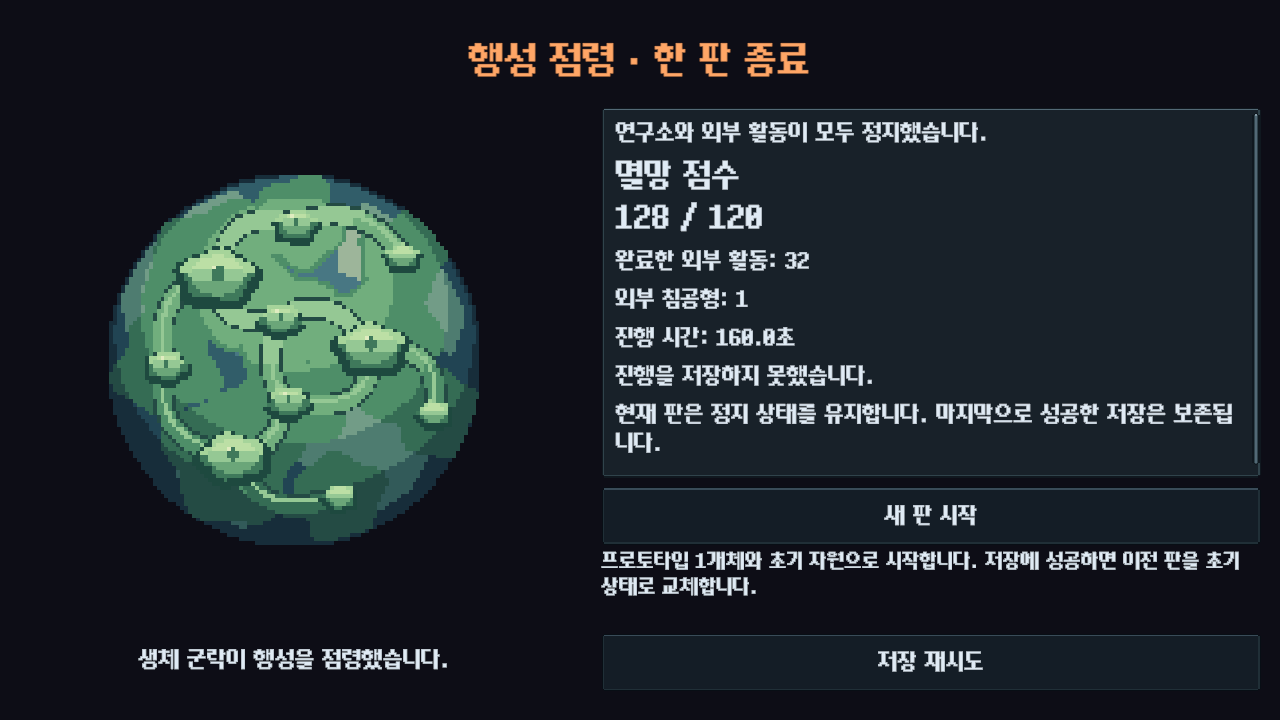 행성 점령 · 한 판 종료
연구소와 외부 활동이 모두 정지했습니다.
멸망 점수
128 / 120
완료한 외부 활동: 32
외부 침공형: 1
진행 시간: 160.0초
진행을 저장하지 못했습니다.
현재 판은 정지 상태를 유지합니다. 마지막으로 성공한 저장은 보존됩
니다.
새 판 시작
프로토타입 1개체와 초기 자원으로 시작합니다. 저장에 성공하면 이전 판을 초기
상태로 교체합니다.
생체 군락이 행성을 점령했습니다.
저장 재시도